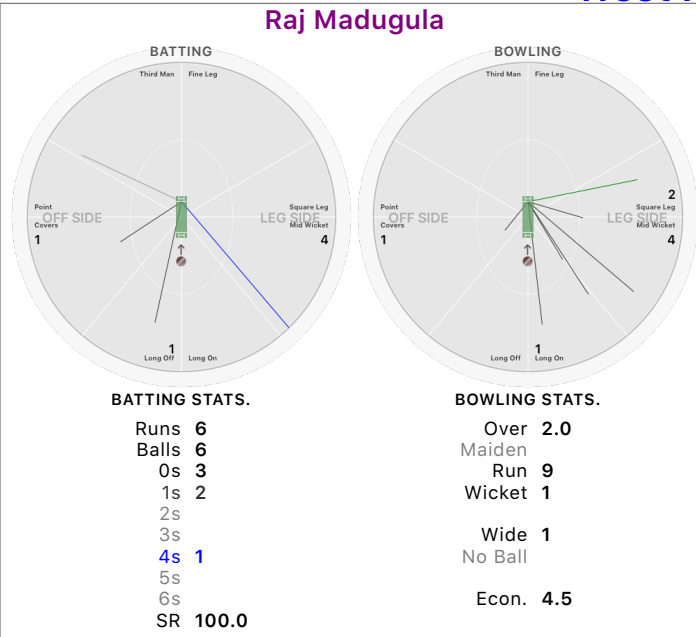 Raj Madugula
BATTING
Third Man Fine Leg
Point
OFF SIDE
Covers
1
Square Leg
LEG SIDE
Mid Wicket
4
1
Long Off Long On
BOWLING
Third Man Fine Leg
Point
OFF SIDE
Covers
1
2
Square Leg
LEG SIDE
Mid Wicket
4
1
Long Off Long On
BATTING STATS.
Runs 6
Balls 6
0s 3
1s 2
2s
3s
4s 1
5s
6s
SR 100.0
BOWLING STATS.
Over 2.0
Maiden
Run 9
Wicket 1
Wide 1
No Ball
Econ. 4.5